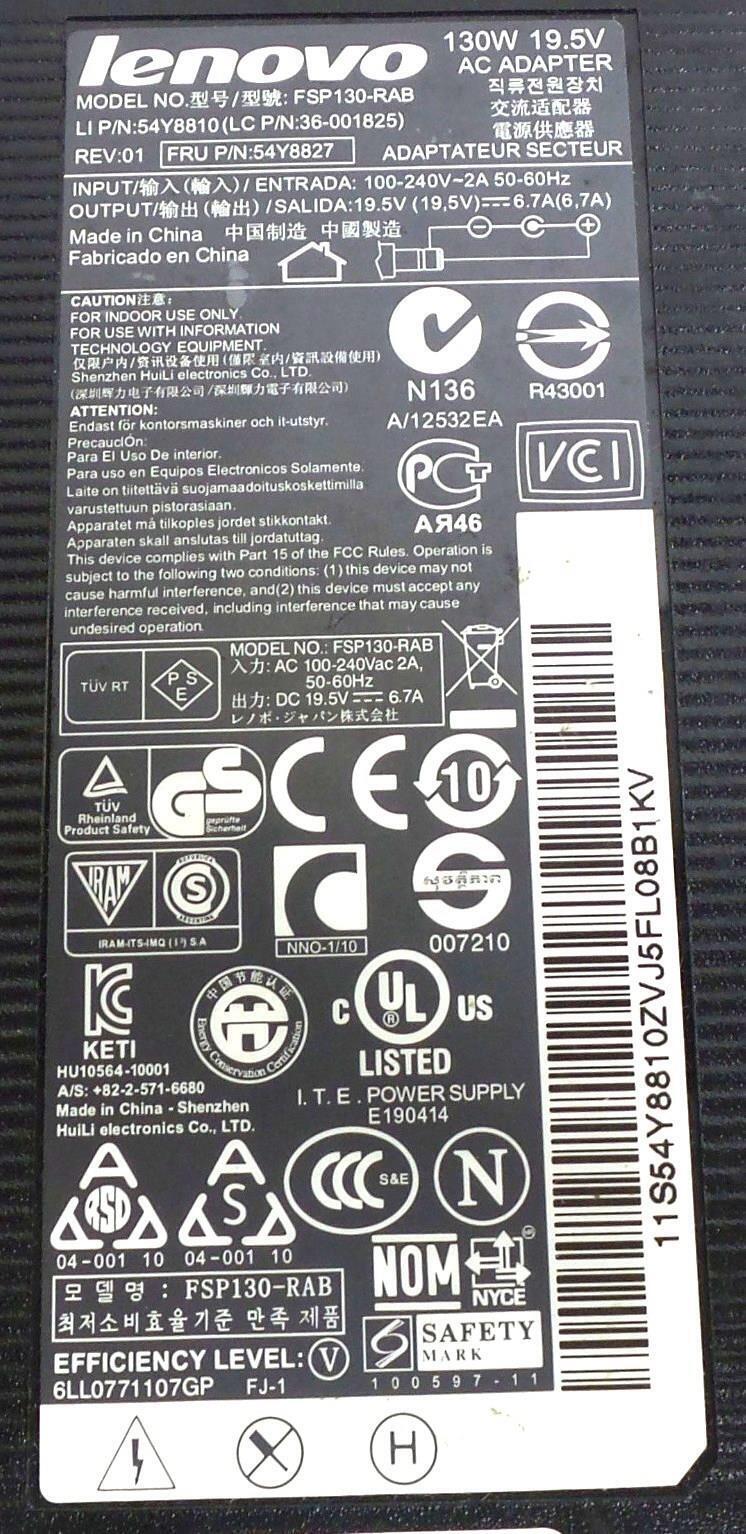 lenovo
130W 19.5V
AC ADAPTER
직류전원장치
交流适配器
電源供應器
MODEL NO.型号/型號: FSP130-RAB
LI P/N:54Y8810(LC P/N:36-001825)
REV:01 FRU P/N:54Y8827 ADAPTATEUR SECTEUR
INPUT/输入(輸入)/ ENTRADA: 100-240V~2A 50-60Hz
OUTPUT/输出(輸出)/SALIDA:19.5V (19,5V)⎓6.7A(6,7A)
Made in China 中国制造 中國製造
Fabricado en China
CAUTION注意:
FOR INDOOR USE ONLY.
FOR USE WITH INFORMATION
TECHNOLOGY EQUIPMENT.
仅限户内/资讯设备使用(僅限室内/資訊設備使用)
Shenzhen HuiLi electronics Co., LTD.
(深圳辉力电子有限公司/深圳輝力電子有限公司)
ATTENTION:
Endast för kontorsmaskiner och it-utstyr.
PrecauciÓn:
Para El Uso De interior.
Para uso en Equipos Electronicos Solamente.
Laite on tiitettävä suojamaadoituskoskettimilla
varustettuun pistorasiaan.
Apparatet må tilkoples jordet stikkontakt.
Apparaten skall anslutas till jordatuttag.
This device complies with Part 15 of the FCC Rules. Operation is
subject to the following two conditions: (1) this device may not
cause harmful interference, and(2) this device must accept any
interference received, including interference that may cause
undesired operation.
N136
A/12532EA
R43001
PCT
АЯ46
VCI
TÜV RT
PSE
MODEL NO.: FSP130-RAB
入力: AC 100-240Vac 2A,
50-60Hz
出力: DC 19.5V⎓6.7A
レノボ・ジャパン株式会社
TÜV
Rheinland
Product Safety
GS
geprüfte
Sicherheit
CE
10
IRAM
REPUBLICA
S
ARGENTINA
IRAM-ITS-IMQ (I³) S.A
NNO-1/10
007210
KETI
HU10564-10001
A/S: +82-2-571-6680
Made in China - Shenzhen
HuiLi electronics Co., LTD.
中国节能认证
Energy Conservation Certification
C UL US
®
LISTED
I.T.E. POWER SUPPLY
E190414
A
RSD
04-001 10
A
S
04-001 10
CCC S&E
N
NOM
NYCE
모델명 : FSP130-RAB
최저소비효율기준 만족 제품
SAFETY
MARK
100597-11
EFFICIENCY LEVEL: V
6LL0771107GP FJ-1
H
11S54Y8810ZVJ5FL08B1KV